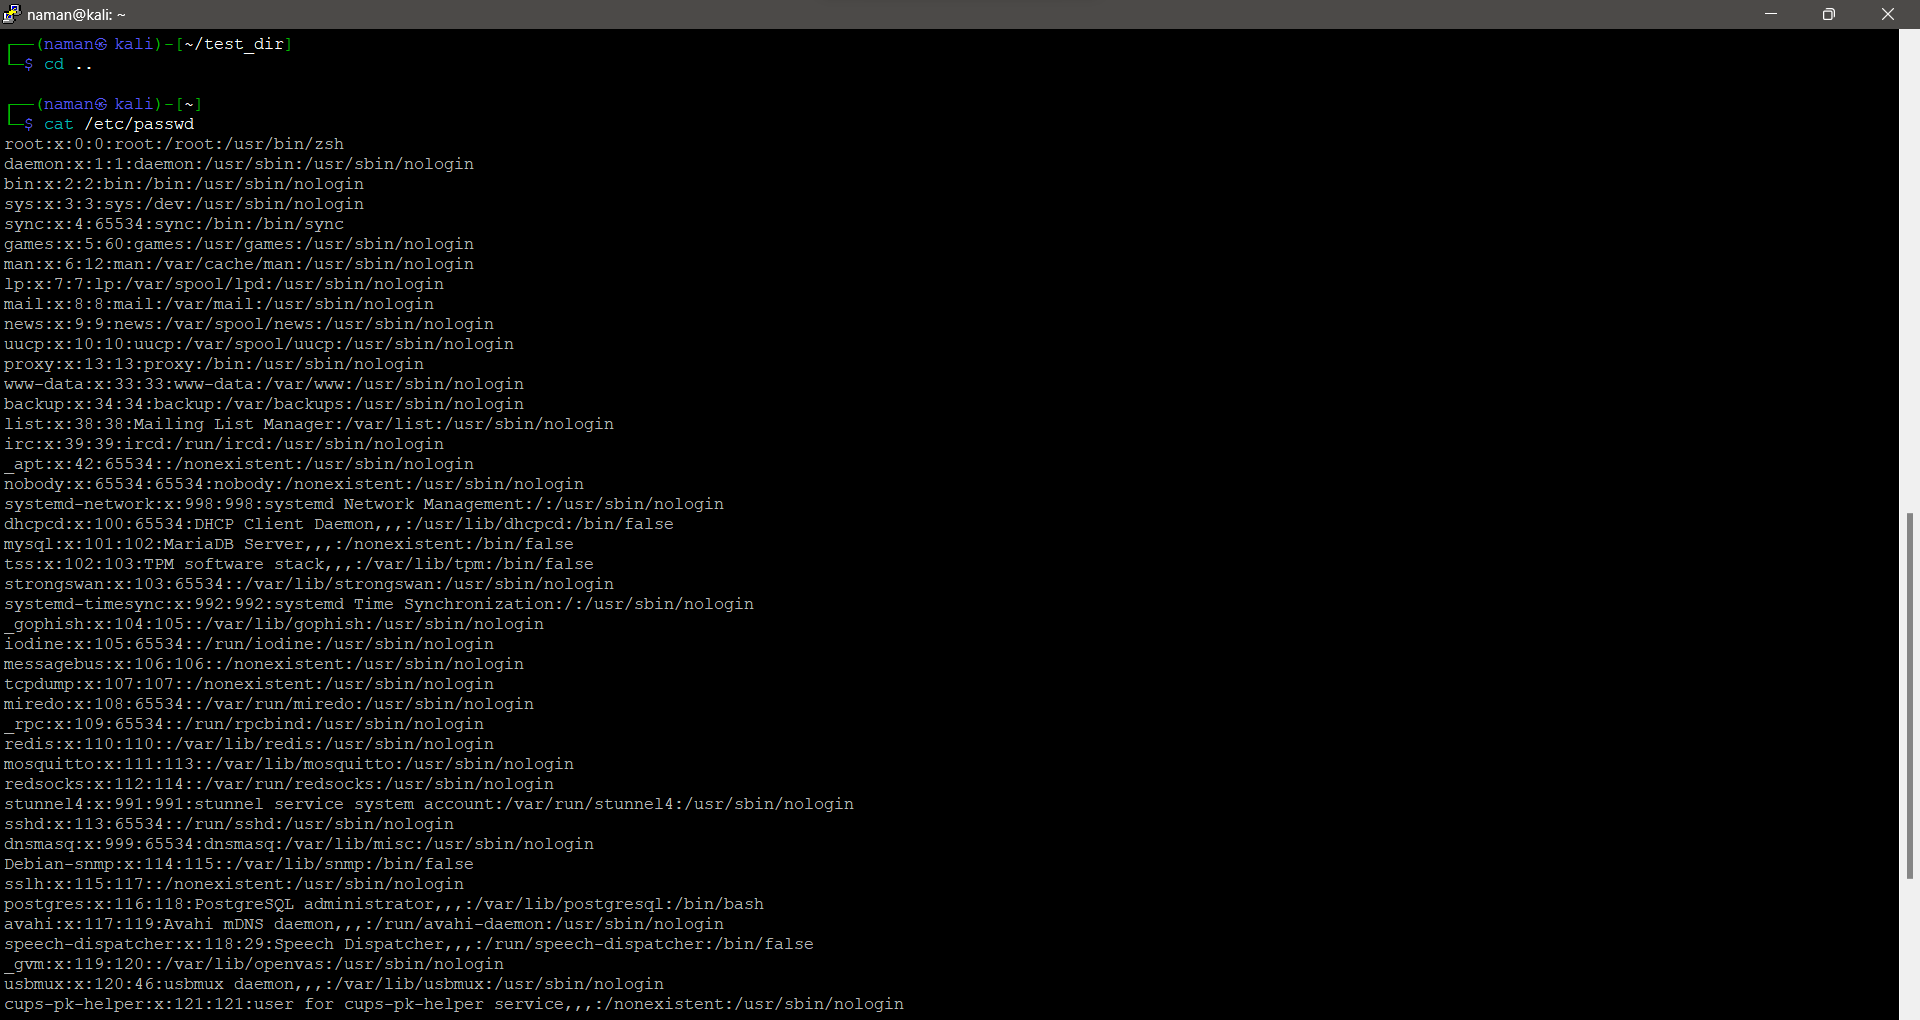 naman@kali: ~
┌──(naman㉿ kali)-[~/test_dir]
└─$ cd ..
┌──(naman㉿ kali)-[~]
└─$ cat /etc/passwd
root:x:0:0:root:/root:/usr/bin/zsh
daemon:x:1:1:daemon:/usr/sbin:/usr/sbin/nologin
bin:x:2:2:bin:/bin:/usr/sbin/nologin
sys:x:3:3:sys:/dev:/usr/sbin/nologin
sync:x:4:65534:sync:/bin:/bin/sync
games:x:5:60:games:/usr/games:/usr/sbin/nologin
man:x:6:12:man:/var/cache/man:/usr/sbin/nologin
lp:x:7:7:lp:/var/spool/lpd:/usr/sbin/nologin
mail:x:8:8:mail:/var/mail:/usr/sbin/nologin
news:x:9:9:news:/var/spool/news:/usr/sbin/nologin
uucp:x:10:10:uucp:/var/spool/uucp:/usr/sbin/nologin
proxy:x:13:13:proxy:/bin:/usr/sbin/nologin
www-data:x:33:33:www-data:/var/www:/usr/sbin/nologin
backup:x:34:34:backup:/var/backups:/usr/sbin/nologin
list:x:38:38:Mailing List Manager:/var/list:/usr/sbin/nologin
irc:x:39:39:ircd:/run/ircd:/usr/sbin/nologin
_apt:x:42:65534::/nonexistent:/usr/sbin/nologin
nobody:x:65534:65534:nobody:/nonexistent:/usr/sbin/nologin
systemd-network:x:998:998:systemd Network Management:/:/usr/sbin/nologin
dhcpcd:x:100:65534:DHCP Client Daemon,,,:/usr/lib/dhcpcd:/bin/false
mysql:x:101:102:MariaDB Server,,,:/nonexistent:/bin/false
tss:x:102:103:TPM software stack,,,:/var/lib/tpm:/bin/false
strongswan:x:103:65534::/var/lib/strongswan:/usr/sbin/nologin
systemd-timesync:x:992:992:systemd Time Synchronization:/:/usr/sbin/nologin
_gophish:x:104:105::/var/lib/gophish:/usr/sbin/nologin
iodine:x:105:65534::/run/iodine:/usr/sbin/nologin
messagebus:x:106:106::/nonexistent:/usr/sbin/nologin
tcpdump:x:107:107::/nonexistent:/usr/sbin/nologin
miredo:x:108:65534::/var/run/miredo:/usr/sbin/nologin
_rpc:x:109:65534::/run/rpcbind:/usr/sbin/nologin
redis:x:110:110::/var/lib/redis:/usr/sbin/nologin
mosquitto:x:111:113::/var/lib/mosquitto:/usr/sbin/nologin
redsocks:x:112:114::/var/run/redsocks:/usr/sbin/nologin
stunnel4:x:991:991:stunnel service system account:/var/run/stunnel4:/usr/sbin/nologin
sshd:x:113:65534::/run/sshd:/usr/sbin/nologin
dnsmasq:x:999:65534:dnsmasq:/var/lib/misc:/usr/sbin/nologin
Debian-snmp:x:114:115::/var/lib/snmp:/bin/false
sslh:x:115:117::/nonexistent:/usr/sbin/nologin
postgres:x:116:118:PostgreSQL administrator,,,:/var/lib/postgresql:/bin/bash
avahi:x:117:119:Avahi mDNS daemon,,,:/run/avahi-daemon:/usr/sbin/nologin
speech-dispatcher:x:118:29:Speech Dispatcher,,,:/run/speech-dispatcher:/bin/false
_gvm:x:119:120::/var/lib/openvas:/usr/sbin/nologin
usbmux:x:120:46:usbmux daemon,,,:/var/lib/usbmux:/usr/sbin/nologin
cups-pk-helper:x:121:121:user for cups-pk-helper service,,,:/nonexistent:/usr/sbin/nologin